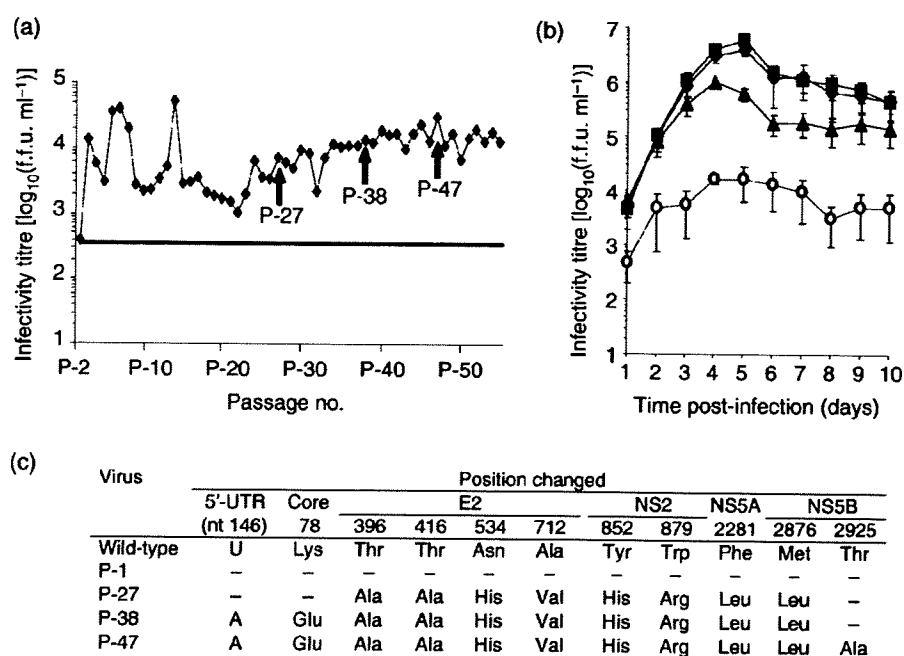 (a)
Infectivity titre [log10(f.f.u. ml−1)]
5
4
3
2
1
P-27
P-38
P-47
P-2
P-10
P-20
P-30
P-40
P-50
Passage no.
(b)
Infectivity titre [log10(f.f.u. ml−1)]
7
6
5
4
3
2
1
1 2 3 4 5 6 7 8 9 10
Time post-infection (days)
(c)
Virus Position changed
5'-UTR Core E2 NS2 NS5A NS5B
(nt 146) 78 396 416 534 712 852 879 2281 2876 2925
Wild-type U Lys Thr Thr Asn Ala Tyr Trp Phe Met Thr
P-1 – – – – – – – – – – –
P-27 – – Ala Ala His Val His Arg Leu Leu –
P-38 A Glu Ala Ala His Val His Arg Leu Leu –
P-47 A Glu Ala Ala His Val His Arg Leu Leu Ala